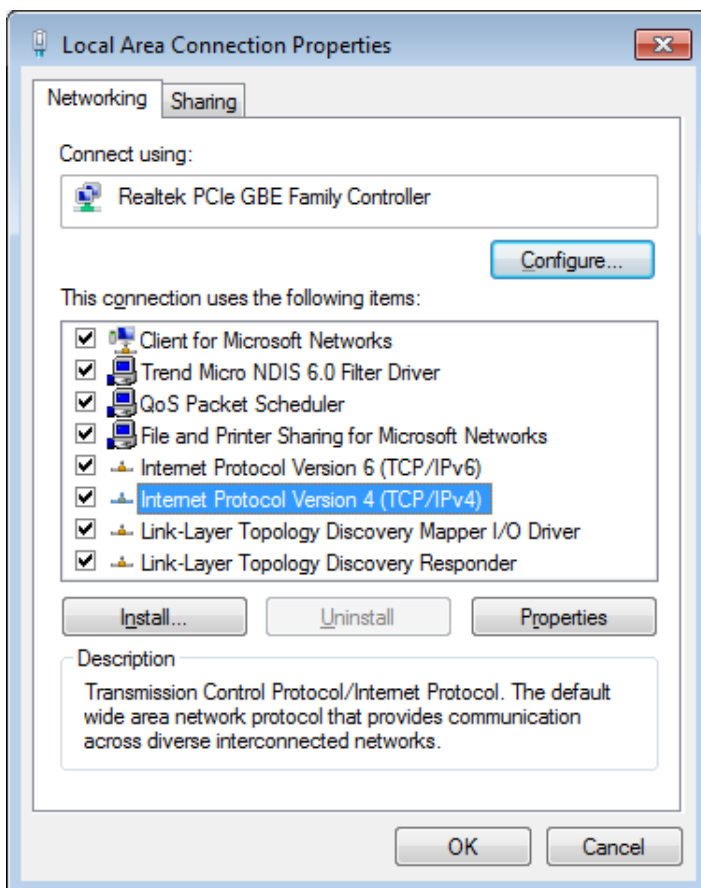 Local Area Connection Properties
Networking
Sharing
Connect using:
Realtek PCIe GBE Family Controller
Configure...
This connection uses the following items:
Client for Microsoft Networks
Trend Micro NDIS 6.0 Filter Driver
QoS Packet Scheduler
File and Printer Sharing for Microsoft Networks
Internet Protocol Version 6 (TCP/IPv6)
Internet Protocol Version 4 (TCP/IPv4)
Link-Layer Topology Discovery Mapper I/O Driver
Link-Layer Topology Discovery Responder
Install...
Uninstall
Properties
Description
Transmission Control Protocol/Internet Protocol. The default
wide area network protocol that provides communication
across diverse interconnected networks.
OK
Cancel